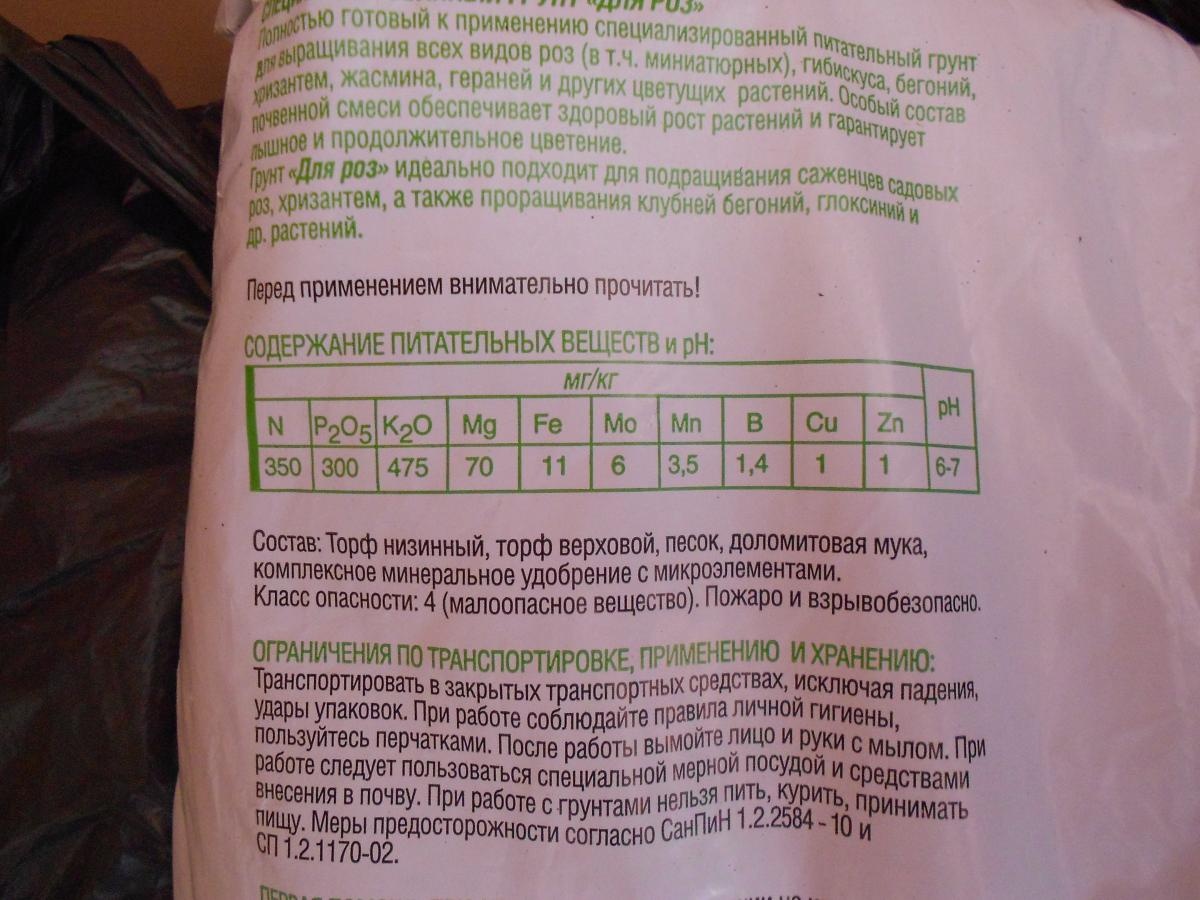 ГРУНТ «ДЛЯ РОЗ»
Полностью готовый к применению специализированный питательный грунт
для выращивания всех видов роз (в т.ч. миниатюрных), гибискуса, бегоний,
хризантем, жасмина, гераней и других цветущих растений. Особый состав
почвенной смеси обеспечивает здоровый рост растений и гарантирует
пышное и продолжительное цветение.
Грунт «Для роз» идеально подходит для подращивания саженцев садовых
роз, хризантем, а также проращивания клубней бегоний, глоксиний и
др. растений.
Перед применением внимательно прочитать!
СОДЕРЖАНИЕ ПИТАТЕЛЬНЫХ ВЕЩЕСТВ и pH:
мг/кг
N P2O5 K2O Mg Fe Mo Mn B Cu Zn pH
350 300 475 70 11 6 3,5 1,4 1 1 6-7
Состав: Торф низинный, торф верховой, песок, доломитовая мука,
комплексное минеральное удобрение с микроэлементами.
Класс опасности: 4 (малоопасное вещество). Пожаро и взрывобезопасно.
ОГРАНИЧЕНИЯ ПО ТРАНСПОРТИРОВКЕ, ПРИМЕНЕНИЮ И ХРАНЕНИЮ:
Транспортировать в закрытых транспортных средствах, исключая падения,
удары упаковок. При работе соблюдайте правила личной гигиены,
пользуйтесь перчатками. После работы вымойте лицо и руки с мылом. При
работе следует пользоваться специальной мерной посудой и средствами
внесения в почву. При работе с грунтами нельзя пить, курить, принимать
пищу. Меры предосторожности согласно СанПиН 1.2.2584 - 10 и
СП 1.2.1170-02.